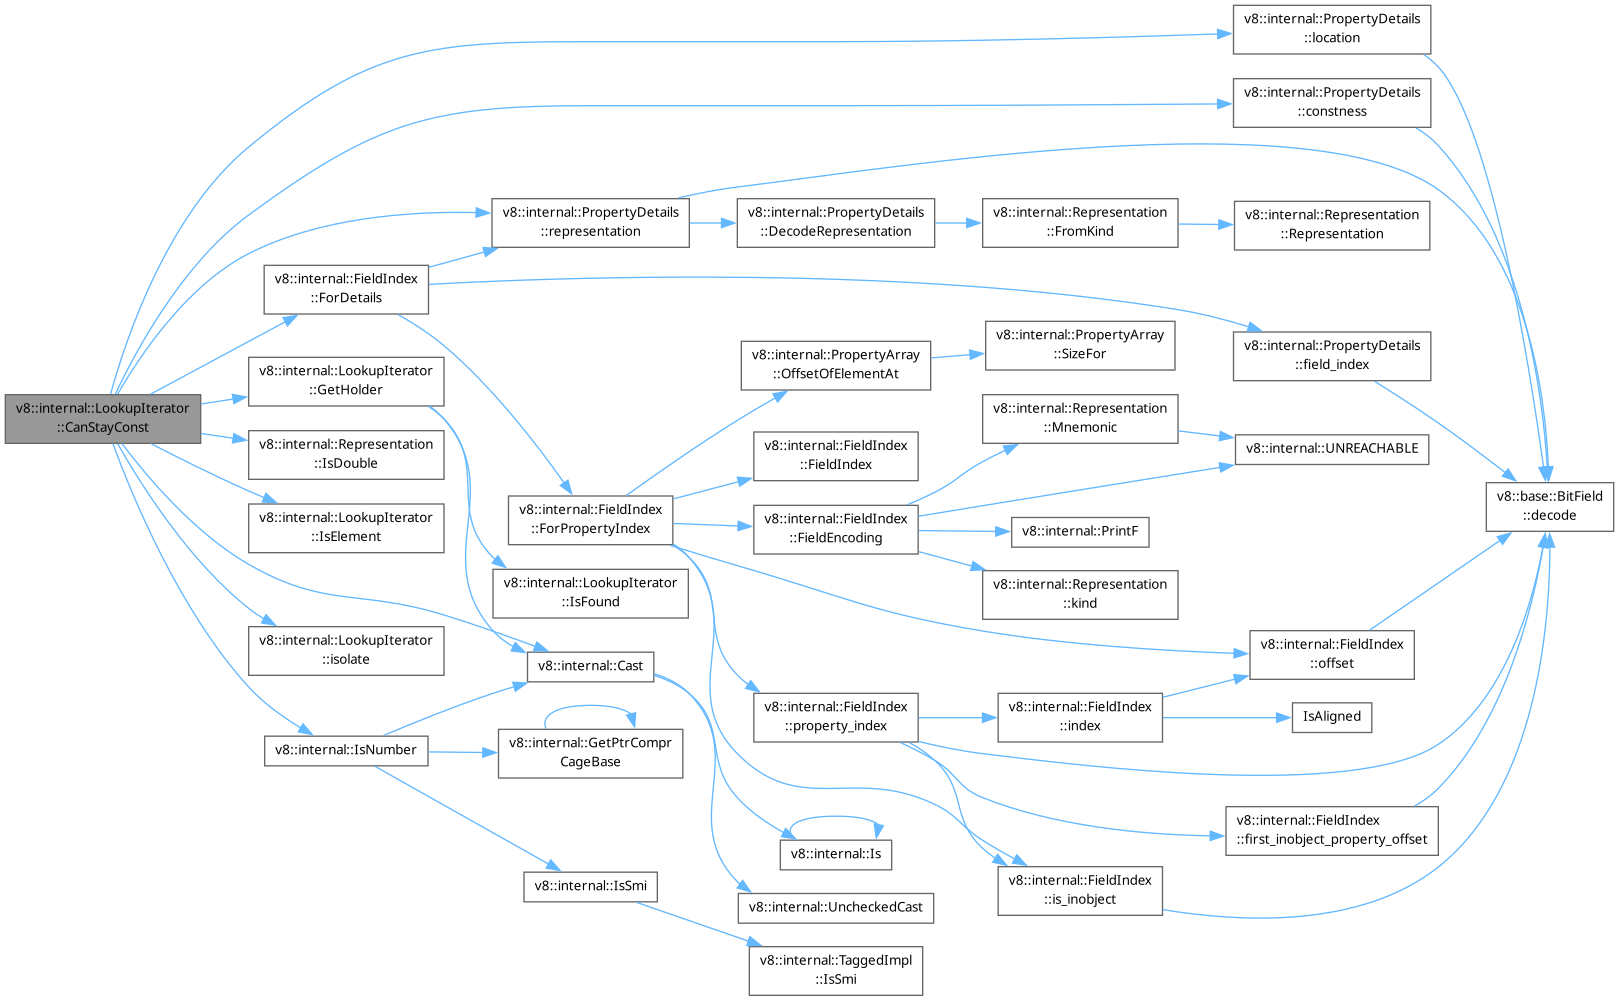 v8::internal::LookupIterator
::CanStayConst
v8::internal::PropertyDetails
::location
v8::internal::PropertyDetails
::constness
v8::internal::PropertyDetails
::representation
v8::internal::PropertyDetails
::DecodeRepresentation
v8::internal::Representation
::FromKind
v8::internal::Representation
::Representation
v8::internal::FieldIndex
::ForDetails
v8::internal::PropertyDetails
::field_index
v8::internal::PropertyArray
::OffsetOfElementAt
v8::internal::PropertyArray
::SizeFor
v8::internal::LookupIterator
::GetHolder
v8::internal::Representation
::IsDouble
v8::internal::LookupIterator
::IsElement
v8::internal::LookupIterator
::isolate
v8::internal::IsNumber
v8::internal::FieldIndex
::ForPropertyIndex
v8::internal::LookupIterator
::IsFound
v8::internal::Cast
v8::internal::GetPtrCompr
CageBase
v8::internal::IsSmi
v8::internal::FieldIndex
::FieldIndex
v8::internal::FieldIndex
::FieldEncoding
v8::internal::FieldIndex
::property_index
v8::internal::Is
v8::internal::UncheckedCast
v8::internal::TaggedImpl
::IsSmi
v8::internal::Representation
::Mnemonic
v8::internal::PrintF
v8::internal::Representation
::kind
v8::internal::FieldIndex
::index
v8::internal::FieldIndex
::is_inobject
v8::internal::UNREACHABLE
v8::internal::FieldIndex
::offset
IsAligned
v8::internal::FieldIndex
::first_inobject_property_offset
v8::base::BitField
::decode